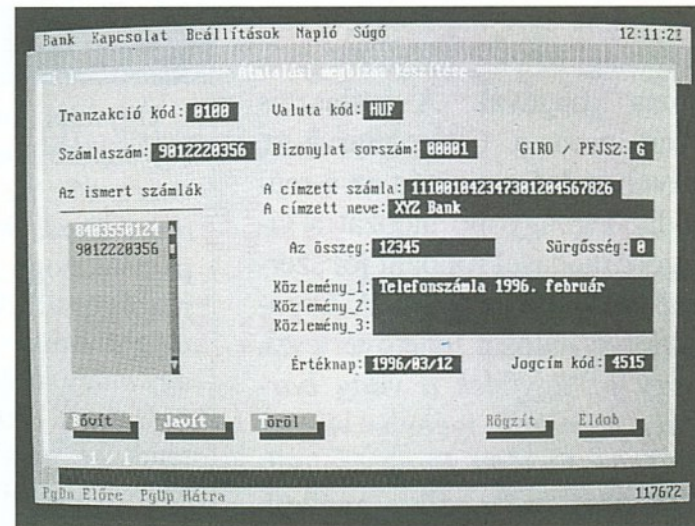 Bank Kapcsolat Beállítások Napló Súgó 12:11:23
Átutalási megbízás készítése
Tranzakció kód: 0100 Valuta kód: HUF
Számlaszám: 9012220356 Bizonylat sorszám: 00001 GIRO / PFJSZ: G
Az ismert számlák
A címzett számla: 111001042347301204567826
A címzett neve: XYZ Bank
8403550124
9012220356
Az összeg: 12345 Sürgősség: 0
Közlemény_1: Telefonszámla 1996. február
Közlemény_2:
Közlemény_3:
Értéknap: 1996/03/12 Jogcím kód: 4515
Bővít Javít Töröl Rögzít Eldob
1 / 1
PgDn Előre PgUp Hátra 117672